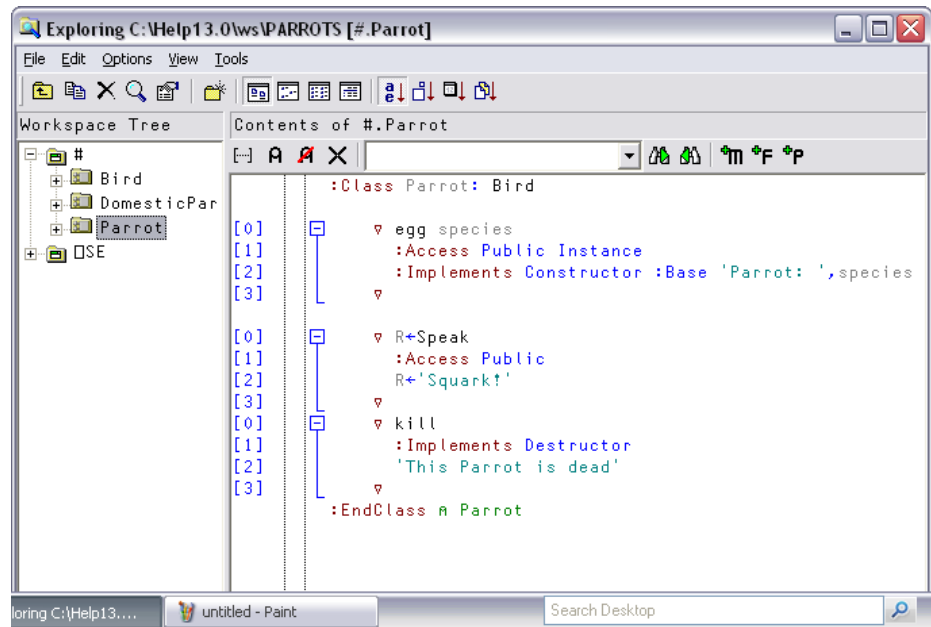 Exploring C:\Help13.0\ws\PARROTS [#.Parrot]
File Edit Options View Tools
Workspace Tree
Contents of #.Parrot
#
Bird
DomesticPar
Parrot
⎕SE
:Class Parrot: Bird
[0] ∇ egg species
[1] :Access Public Instance
[2] :Implements Constructor :Base 'Parrot: ',species
[3] ∇
[0] ∇ R←Speak
[1] :Access Public
[2] R←'Squark!'
[3] ∇
[0] ∇ kill
[1] :Implements Destructor
[2] 'This Parrot is dead'
[3] ∇
:EndClass ⍝ Parrot
loring C:\Help13.... untitled - Paint Search Desktop